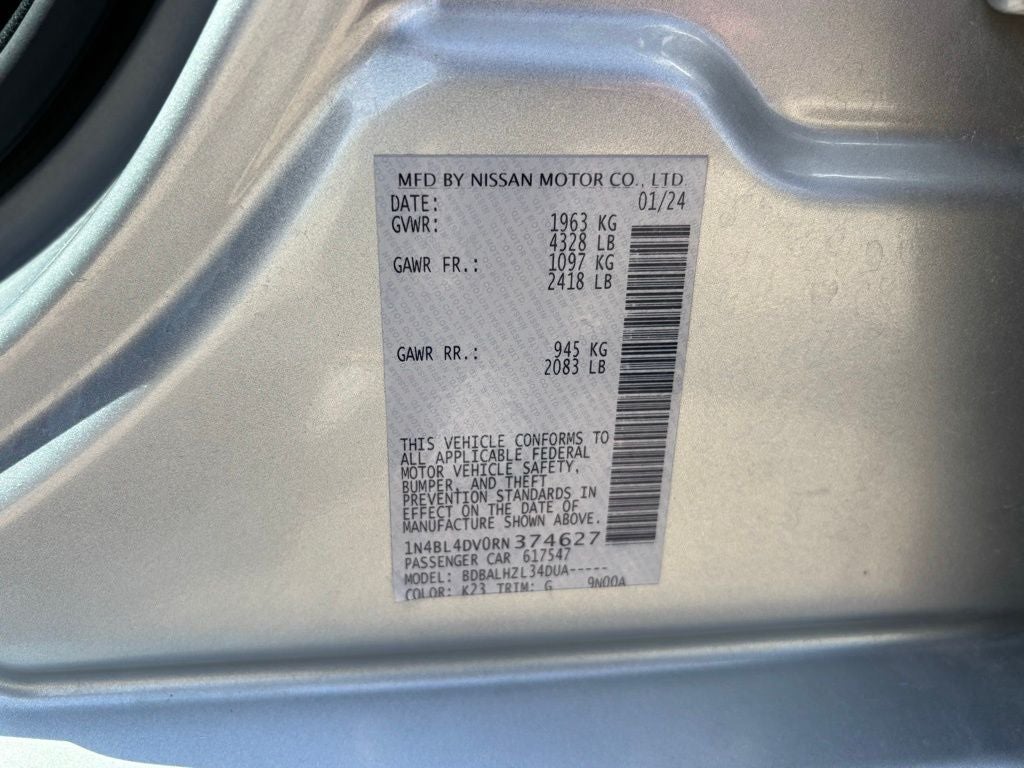 MFD BY NISSAN MOTOR CO., LTD.
DATE: 01/24
GVWR: 1963 KG
4328 LB
GAWR FR.: 1097 KG
2418 LB
GAWR RR.: 945 KG
2083 LB
THIS VEHICLE CONFORMS TO
ALL APPLICABLE FEDERAL
MOTOR VEHICLE SAFETY,
BUMPER, AND THEFT
PREVENTION STANDARDS IN
EFFECT ON THE DATE OF
MANUFACTURE SHOWN ABOVE.
1N4BL4DV0RN374627
PASSENGER CAR 617547
MODEL: BDBALHZL34DUA-----
COLOR: K23 TRIM: G 9N00A